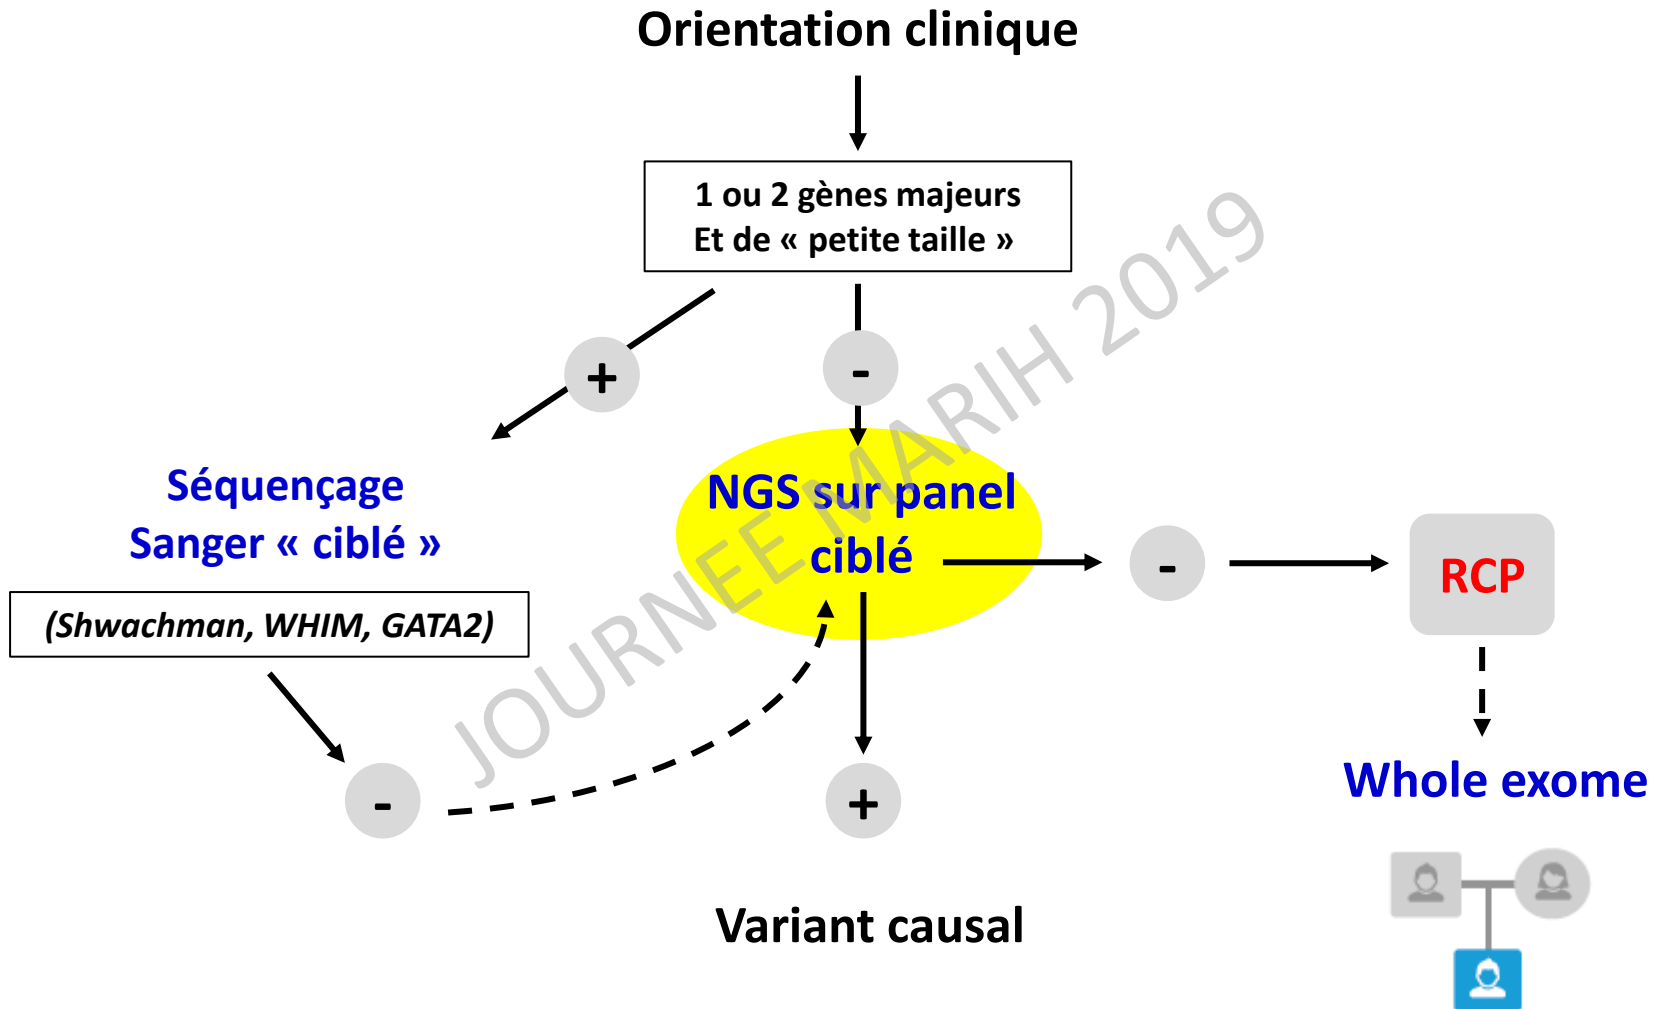 Orientation clinique
1 ou 2 gènes majeurs
Et de « petite taille »
+
-
Séquençage
Sanger « ciblé »
(Shwachman, WHIM, GATA2)
NGS sur panel
ciblé
-
RCP
-
+
Whole exome
Variant causal
JOURNEE MARIH 2019